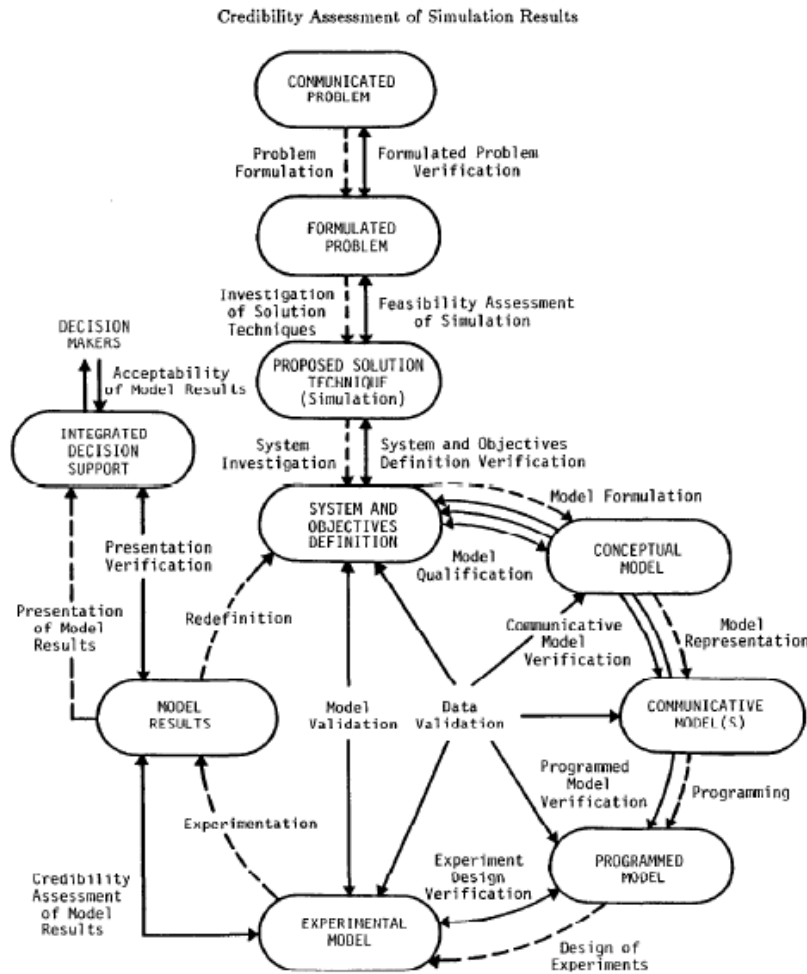 Credibility Assessment of Simulation Results
COMMUNICATED
PROBLEM
Problem
Formulation
Formulated Problem
Verification
FORMULATED
PROBLEM
Investigation
of Solution
Techniques
Feasibility Assessment
of Simulation
DECISION
MAKERS
Acceptability
of Model Results
PROPOSED SOLUTION
TECHNIQUE
(Simulation)
INTEGRATED
DECISION
SUPPORT
System
Investigation
System and Objectives
Definition Verification
SYSTEM AND
OBJECTIVES
DEFINITION
Model Formulation
CONCEPTUAL
MODEL
Model
Qualification
Presentation
Verification
Presentation
of Model
Results
Redefinition
Communicative
Model
Verification
Model
Representation
MODEL
RESULTS
Model
Validation
Data
Validation
COMMUNICATIVE
MODEL(S)
Programmed
Model
Verification
Programming
Experimentation
PROGRAMMED
MODEL
Experiment
Design
Verification
Credibility
Assessment
of Model
Results
EXPERIMENTAL
MODEL
Design of
Experiments